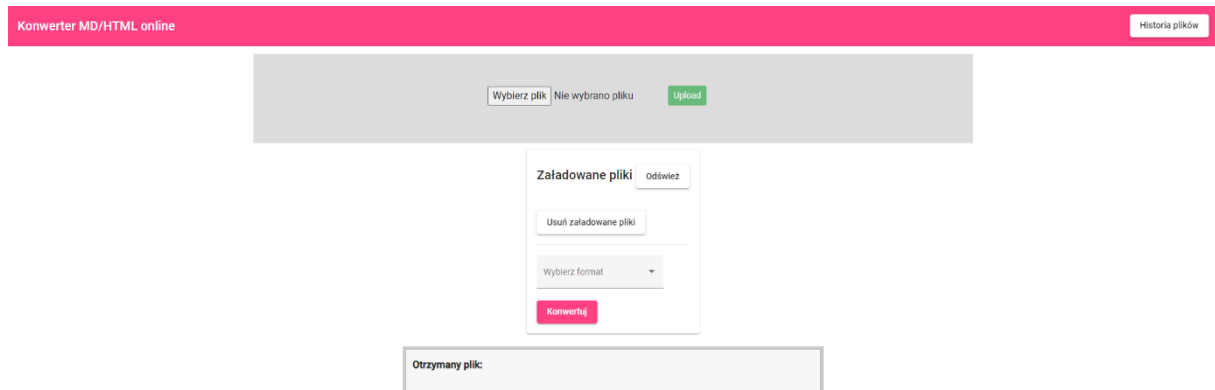 Konwerter MD/HTML online
Historia plików
Wybierz plik Nie wybrano pliku
Upload
Załadowane pliki
Odśwież
Usuń załadowane pliki
Wybierz format
Konwertuj
Otrzymany plik: